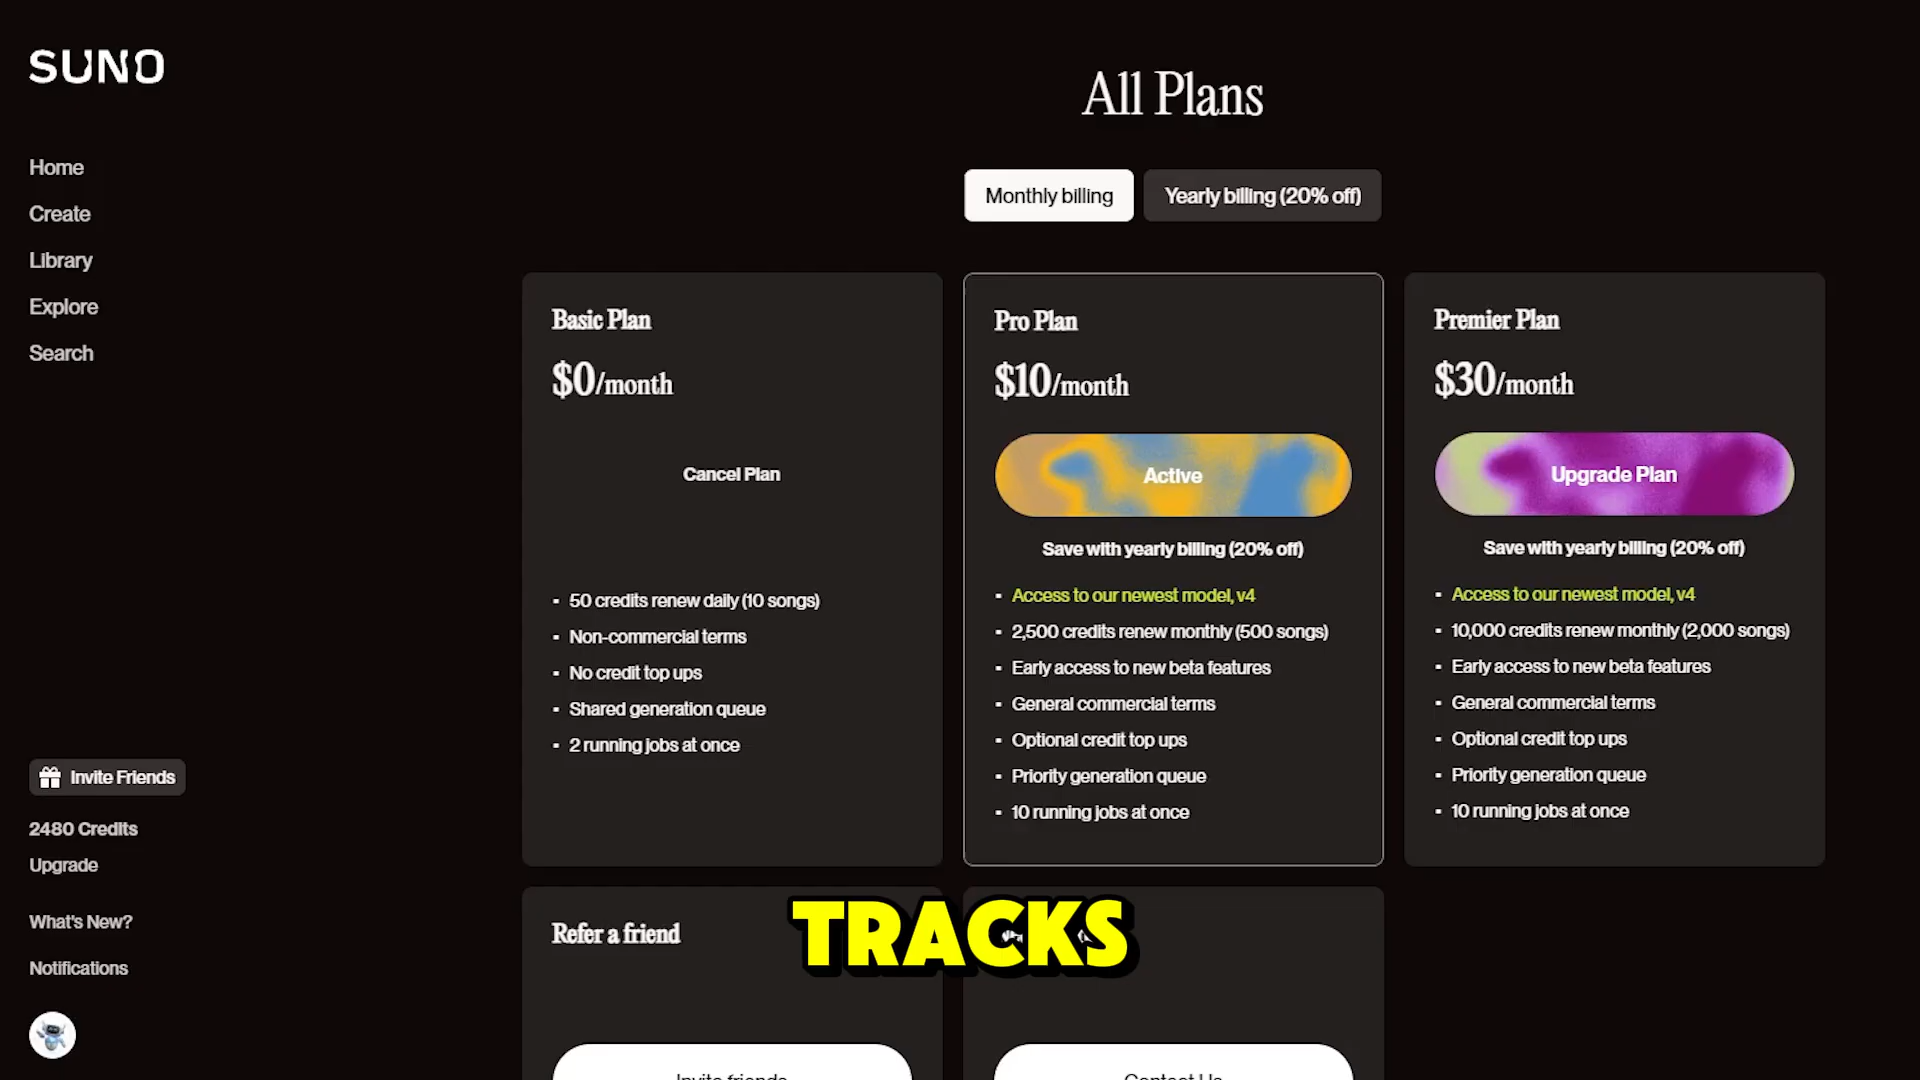 SUNO
Home
Create
Library
Explore
Search
Invite Friends
2480 Credits
Upgrade
What's New?
Notifications
All Plans
Monthly billing
Yearly billing (20% off)
Basic Plan
$0/month
Cancel Plan
▪ 50 credits renew daily (10 songs)
▪ Non-commercial terms
▪ No credit top ups
▪ Shared generation queue
▪ 2 running jobs at once
Pro Plan
$10/month
Active
Save with yearly billing (20% off)
▪ Access to our newest model, v4
▪ 2,500 credits renew monthly (500 songs)
▪ Early access to new beta features
▪ General commercial terms
▪ Optional credit top ups
▪ Priority generation queue
▪ 10 running jobs at once
Premier Plan
$30/month
Upgrade Plan
Save with yearly billing (20% off)
▪ Access to our newest model, v4
▪ 10,000 credits renew monthly (2,000 songs)
▪ Early access to new beta features
▪ General commercial terms
▪ Optional credit top ups
▪ Priority generation queue
▪ 10 running jobs at once
Refer a friend
TRACKS
Invite friends
Contact Us